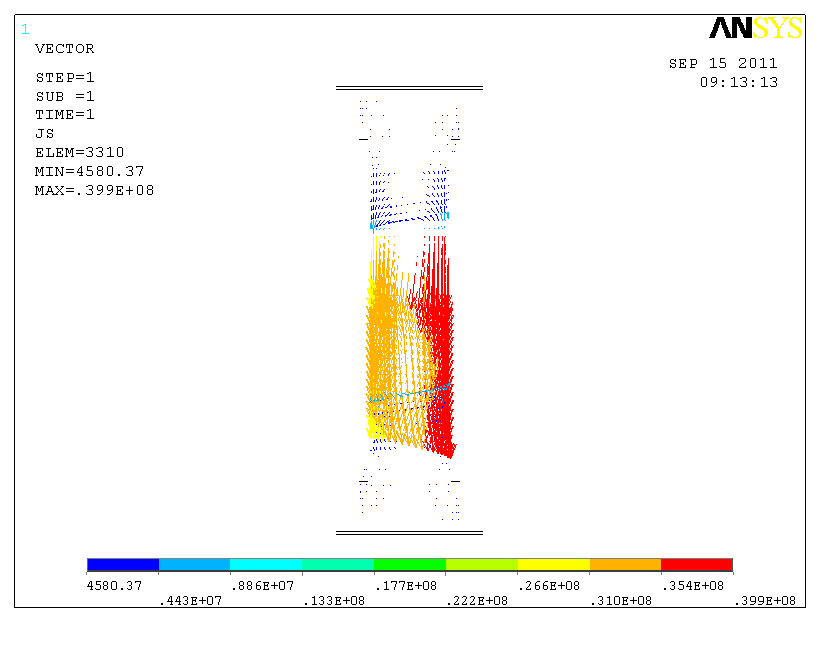 1
ANSYS
VECTOR
SEP 15 2011
09:13:13
STEP=1
SUB =1
TIME=1
JS
ELEM=3310
MIN=4580.37
MAX=.399E+08
4580.37 .886E+07 .177E+08 .266E+08 .354E+08
.443E+07 .133E+08 .222E+08 .310E+08 .399E+08